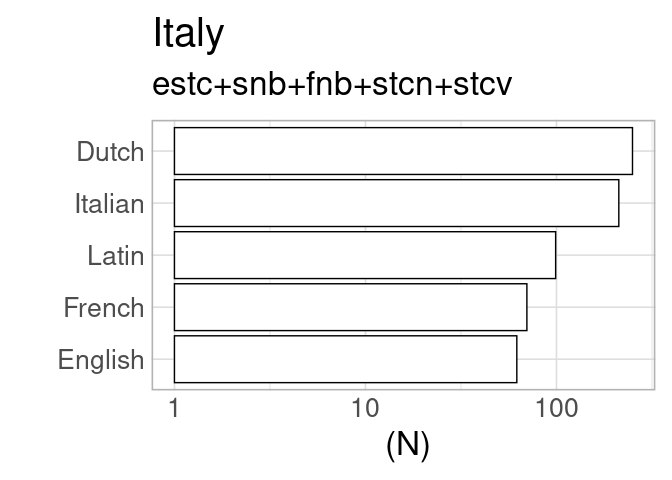 Italy
estc+snb+fnb+stcn+stcv
Dutch
Italian
Latin
French
English
1 10 100
(N)